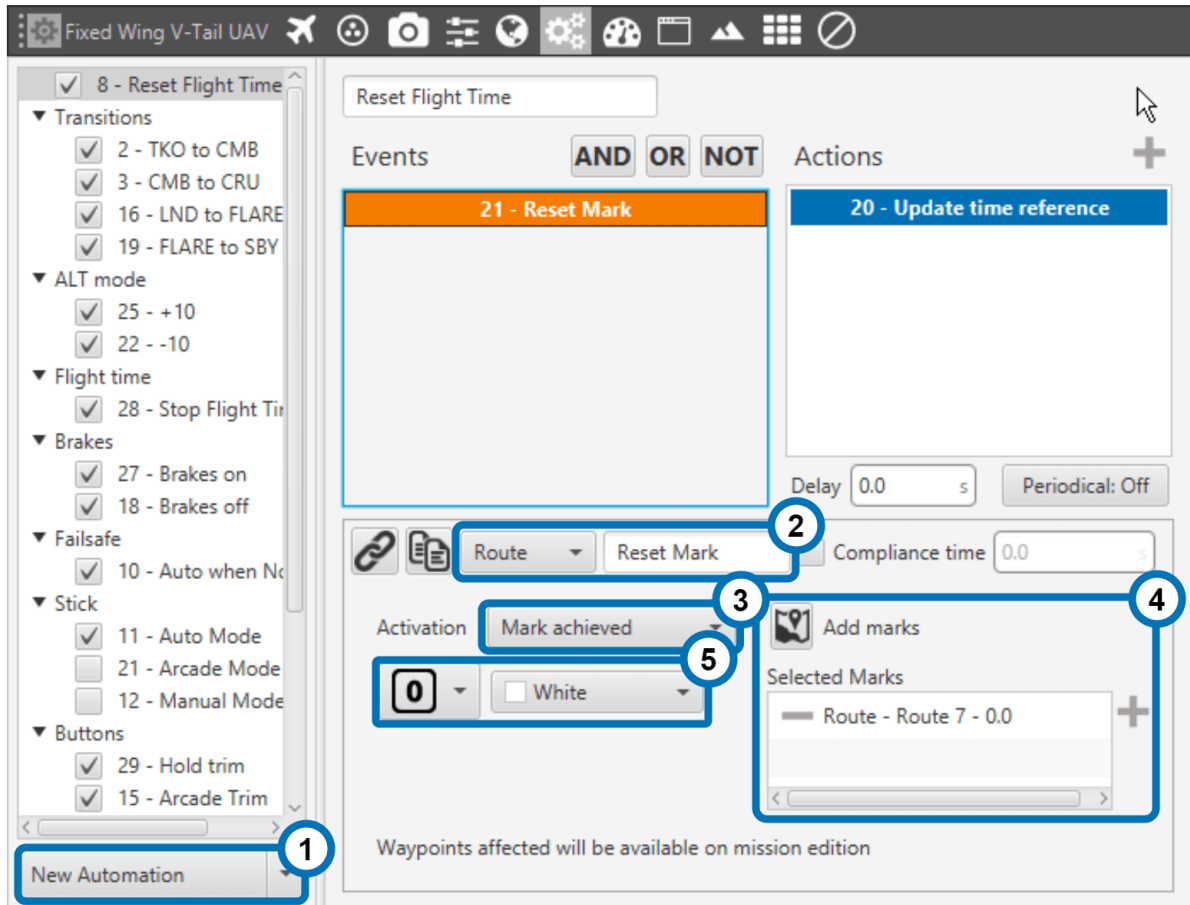 Fixed Wing V-Tail UAV
8 - Reset Flight Time
Transitions
2 - TKO to CMB
3 - CMB to CRU
16 - LND to FLARE
19 - FLARE to SBY
ALT mode
25 - +10
22 - -10
Flight time
28 - Stop Flight Tir
Brakes
27 - Brakes on
18 - Brakes off
Failsafe
10 - Auto when No
Stick
11 - Auto Mode
21 - Arcade Mode
12 - Manual Mode
Buttons
29 - Hold trim
15 - Arcade Trim
1
New Automation
Reset Flight Time
Events AND OR NOT
21 - Reset Mark
Actions
20 - Update time reference
Delay 0.0 s Periodical: Off
2
Route Reset Mark Compliance time 0.0 s
3
Activation Mark achieved
5
0 White
4
Add marks
Selected Marks
Route - Route 7 - 0.0
Waypoints affected will be available on mission edition